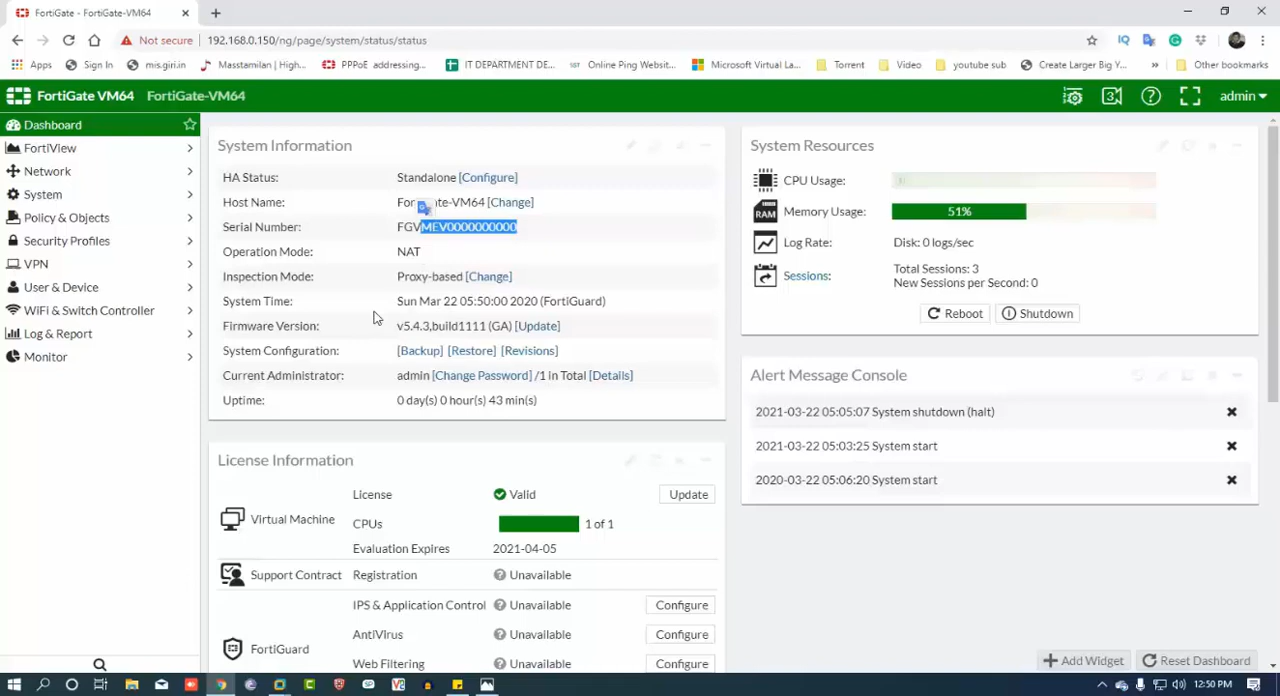 FortiGate - FortiGate-VM64
Not secure 192.168.0.150/ng/page/system/status/status
Apps Sign In mis.giri.in Masstamilan | High... PPPoE addressing... IT DEPARTMENT DE... Online Ping Websit... Microsoft Virtual La... Torrent Video youtube sub Create Larger Big Y... » Other bookmarks
FortiGate VM64 FortiGate-VM64 admin
Dashboard
FortiView
Network
System
Policy & Objects
Security Profiles
VPN
User & Device
WiFi & Switch Controller
Log & Report
Monitor
System Information
HA Status: Standalone [Configure]
Host Name: For te-VM64 [Change]
Serial Number: FGVMEV0000000000
Operation Mode: NAT
Inspection Mode: Proxy-based [Change]
System Time: Sun Mar 22 05:50:00 2020 (FortiGuard)
Firmware Version: v5.4.3,build1111 (GA) [Update]
System Configuration: [Backup] [Restore] [Revisions]
Current Administrator: admin [Change Password] /1 in Total [Details]
Uptime: 0 day(s) 0 hour(s) 43 min(s)
License Information
License Valid Update
Virtual Machine CPUs 1 of 1
Evaluation Expires 2021-04-05
Support Contract Registration Unavailable
IPS & Application Control Unavailable Configure
AntiVirus Unavailable Configure
FortiGuard
Web Filtering Unavailable Configure
System Resources
CPU Usage:
RAM Memory Usage: 51%
Log Rate: Disk: 0 logs/sec
Sessions: Total Sessions: 3
New Sessions per Second: 0
Reboot Shutdown
Alert Message Console
2021-03-22 05:05:07 System shutdown (halt)
2021-03-22 05:03:25 System start
2020-03-22 05:06:20 System start
Add Widget Reset Dashboard
12:50 PM